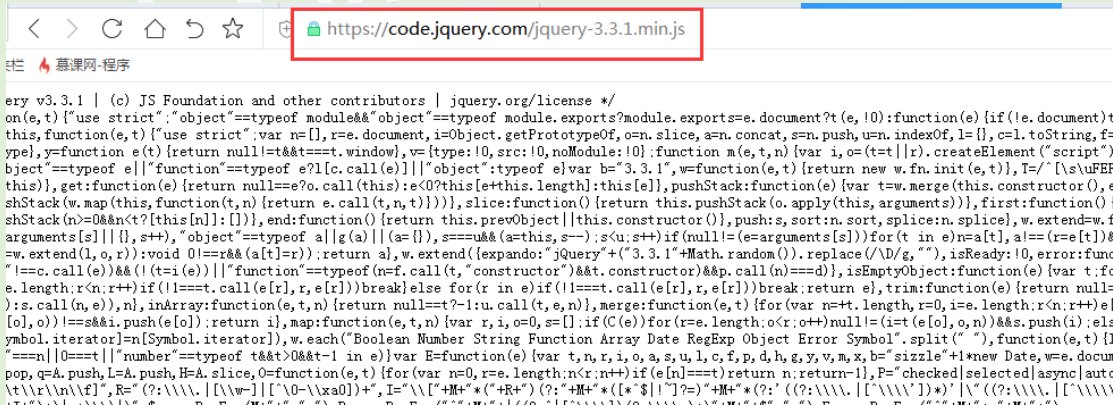 https://code.jquery.com/jquery-3.3.1.min.js
栏 慕课网-程序
ery v3.3.1 | (c) JS Foundation and other contributors | jquery.org/license */
on(e,t){"use strict";"object"==typeof module&&"object"==typeof module.exports?module.exports=e.document?t(e,!0):function(e){if(!e.document)t
this,function(e,t){"use strict";var n=[],r=e.document,i=Object.getPrototypeOf,o=n.slice,a=n.concat,s=n.push,u=n.indexOf,l={},c=l.toString,f=
ype},y=function e(t){return null!=t&&t===t.window},v={type:!0,src:!0,noModule:!0};function m(e,t,n){var i,o=(t=t||r).createElement("script")
bject"==typeof e||"function"==typeof e?l[c.call(e)]||"object":typeof e}var b="3.3.1",w=function(e,t){return new w.fn.init(e,t)},T=/^[\s\uFEF
this)},get:function(e){return null==e?o.call(this):e<0?this[e+this.length]:this[e]},pushStack:function(e){var t=w.merge(this.constructor(),e
shStack(w.map(this,function(t,n){return e.call(t,n,t)}))},slice:function(){return this.pushStack(o.apply(this,arguments))},first:function(){
shStack(n>=0&&n<t?[this[n]]:[])},end:function(){return this.prevObject||this.constructor()},push:s,sort:n.sort,splice:n.splice},w.extend=w.f
arguments[s]||{},s++),"object"==typeof a||g(a)||(a={}),s===u&&(a=this,s--);s<u;s++)if(null!=(e=arguments[s]))for(t in e)n=a[t],a!==(r=e[t])&
=w.extend(l,o,r)):void 0!==r&&(a[t]=r));return a},w.extend({expando:"jQuery"+("3.3.1"+Math.random()).replace(/\D/g,""),isReady:!0,error:func
"!==c.call(e))&&(!(t=i(e))||"function"==typeof(n=f.call(t,"constructor")&&t.constructor)&&p.call(n)===d)},isEmptyObject:function(e){var t;fo
e.length;r<n;r++)if(!1===t.call(e[r],r,e[r]))break}else for(r in e)if(!1===t.call(e[r],r,e[r]))break;return e},trim:function(e){return null=
):s.call(n,e)),n},inArray:function(e,t,n){return null==t?-1:u.call(t,e,n)},merge:function(e,t){for(var n=+t.length,r=0,i=e.length;r<n;r++)e[
[o],o))!==s&&i.push(e[o]);return i},map:function(e,t,n){var r,i,o=0,s=[];if(C(e))for(r=e.length;o<r;o++)null!=(i=t(e[o],o,n))&&s.push(i);els
ymbol.iterator]=n[Symbol.iterator]),w.each("Boolean Number String Function Array Date RegExp Object Error Symbol".split(" "),function(e,t){l
"===n||0===t||"number"==typeof t&&t>0&&t-1 in e)}var E=function(e){var t,n,r,i,o,a,s,u,l,c,f,p,d,h,g,y,v,m,x,b="sizzle"+1*new Date,w=e.docum
pop,q=A.push,L=A.push,H=A.slice,O=function(e,t){for(var n=0,r=e.length;n<r;n++)if(e[n]===t)return n;return-1},P="checked|selected|async|auto
\t\\r\\n\\f]",R="(?:\\\\.|[\\w-]|[^\0-\\xa0])+",I="\\["+M+"*("+R+")(?:"+M+"*([*^$|!~]?=)"+M+"*(?:'((?:\\\\.|[^\\\\'])*)'|\"((?:\\\\.|[^\\\\